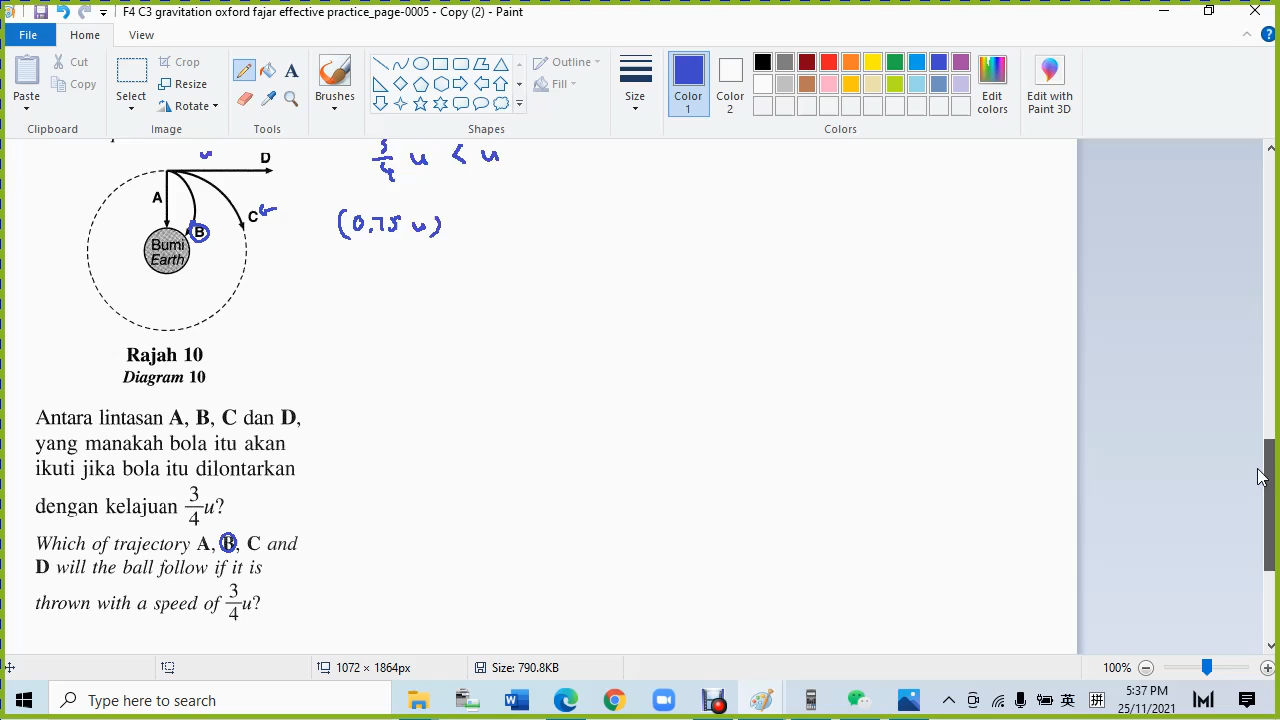 F4 C3 gravitation oxford fajar effective practice_page-0005 - Copy (2) - Paint
File Home View
Paste
Cut
Copy
Clipboard
Select
Crop
Resize
Rotate
Image
A
Tools
Brushes
Outline
Fill
Shapes
Size
Color 1
Color 2
Edit colors
Colors
Edit with Paint 3D
u
D
A
C
u
B
Bumi
Earth
3/4 u < u
(0.75 u)
Rajah 10
Diagram 10
Antara lintasan A, B, C dan D,
yang manakah bola itu akan
ikuti jika bola itu dilontarkan
dengan kelajuan 3/4 u?
Which of trajectory A, B, C and
D will the ball follow if it is
thrown with a speed of 3/4 u?
1072 × 1864px
Size: 790.8KB
100%
Type here to search
英
拼
5:37 PM
25/11/2021